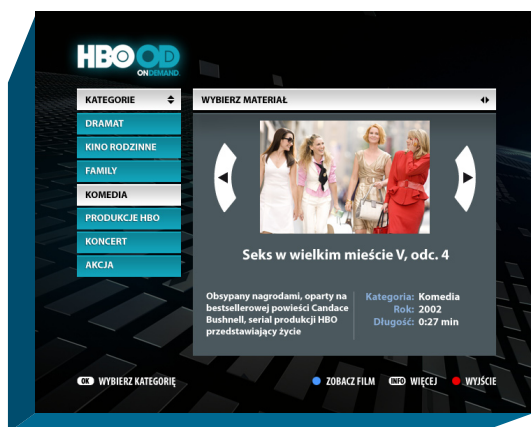 HBO OD
ONDEMAND
KATEGORIE
DRAMAT
KINO RODZINNE
FAMILY
KOMEDIA
PRODUKCJE HBO
KONCERT
AKCJA
WYBIERZ MATERIAŁ
Seks w wielkim mieście V, odc. 4
Obsypany nagrodami, oparty na
bestsellerowej powieści Candace
Bushnell, serial produkcji HBO
przedstawiający życie
Kategoria: Komedia
Rok: 2002
Długość: 0:27 min
OK WYBIERZ KATEGORIĘ
ZOBACZ FILM INFO WIĘCEJ WYJŚCIE